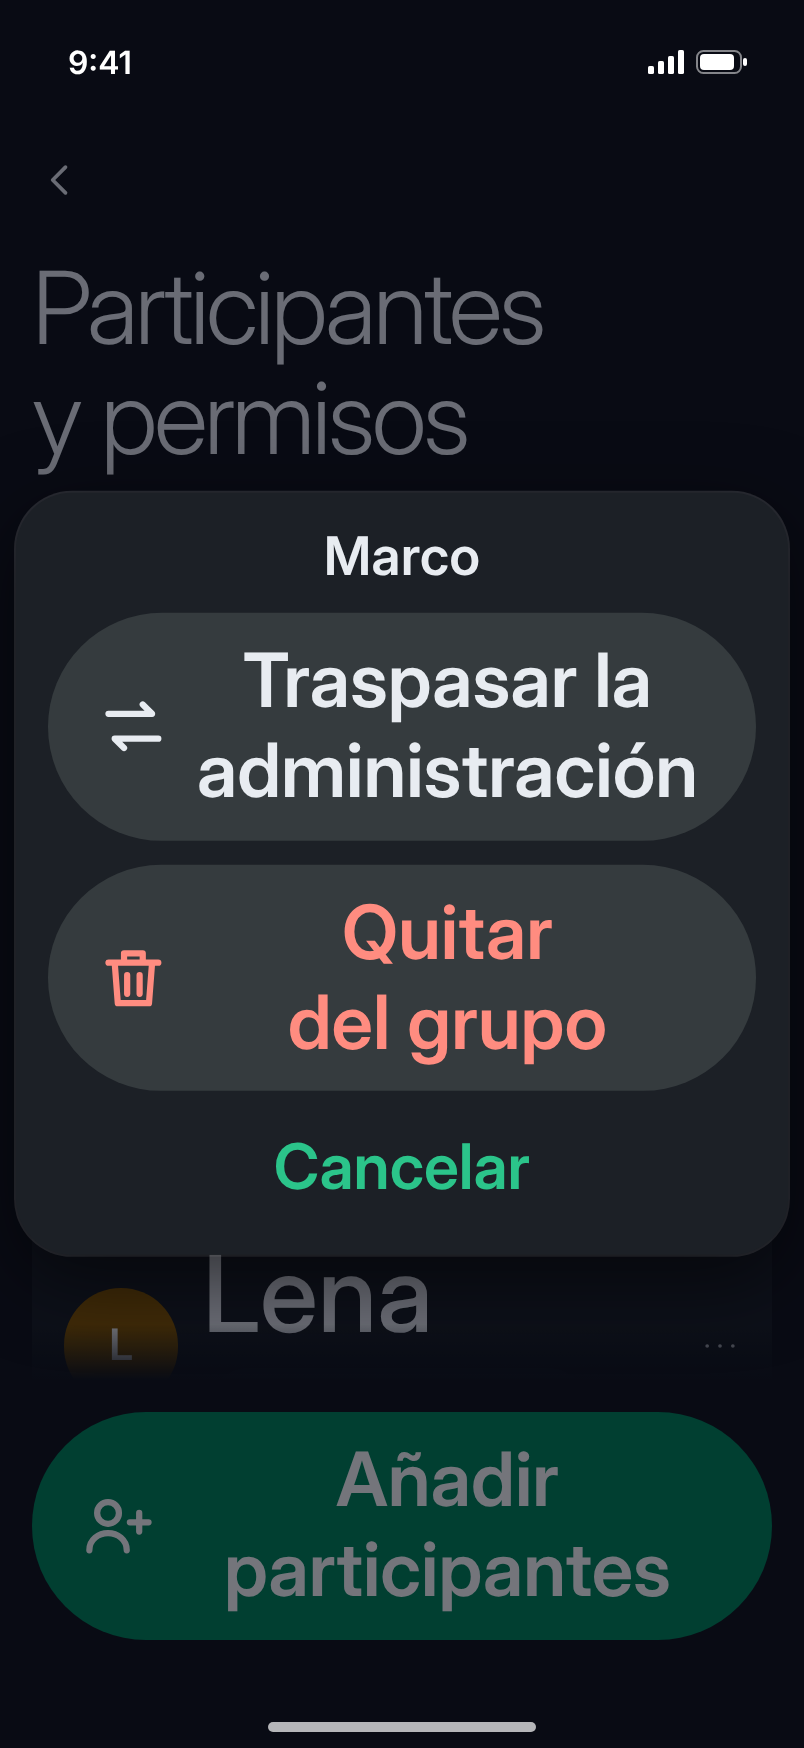 9:41
Participantes
y permisos
Marco
Traspasar la
administración
Quitar
del grupo
Cancelar
L
Lena
...
Añadir
participantes